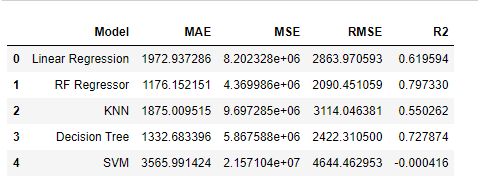 Model MAE MSE RMSE R2
0 Linear Regression 1972.937286 8.202328e+06 2863.970593 0.619594
1 RF Regressor 1176.152151 4.369986e+06 2090.451059 0.797330
2 KNN 1875.009515 9.697285e+06 3114.046381 0.550262
3 Decision Tree 1332.683396 5.867588e+06 2422.310500 0.727874
4 SVM 3565.991424 2.157104e+07 4644.462953 -0.000416